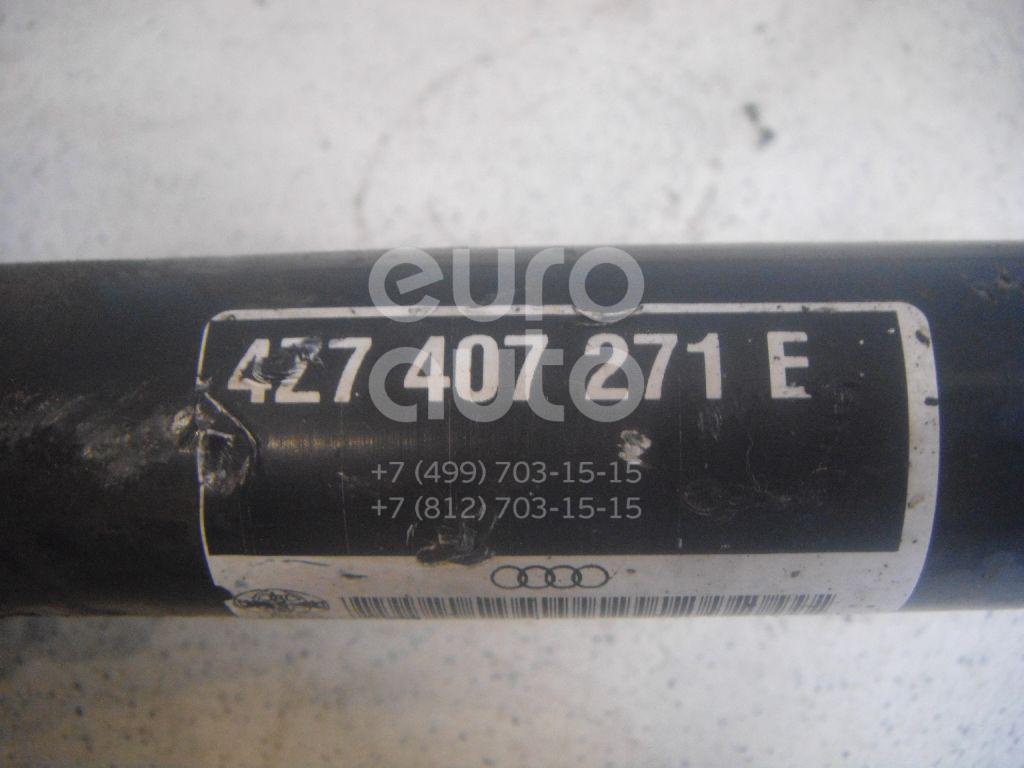 euro
auto
4Z7 407 271 E
+7 (499) 703-15-15
+7 (812) 703-15-15